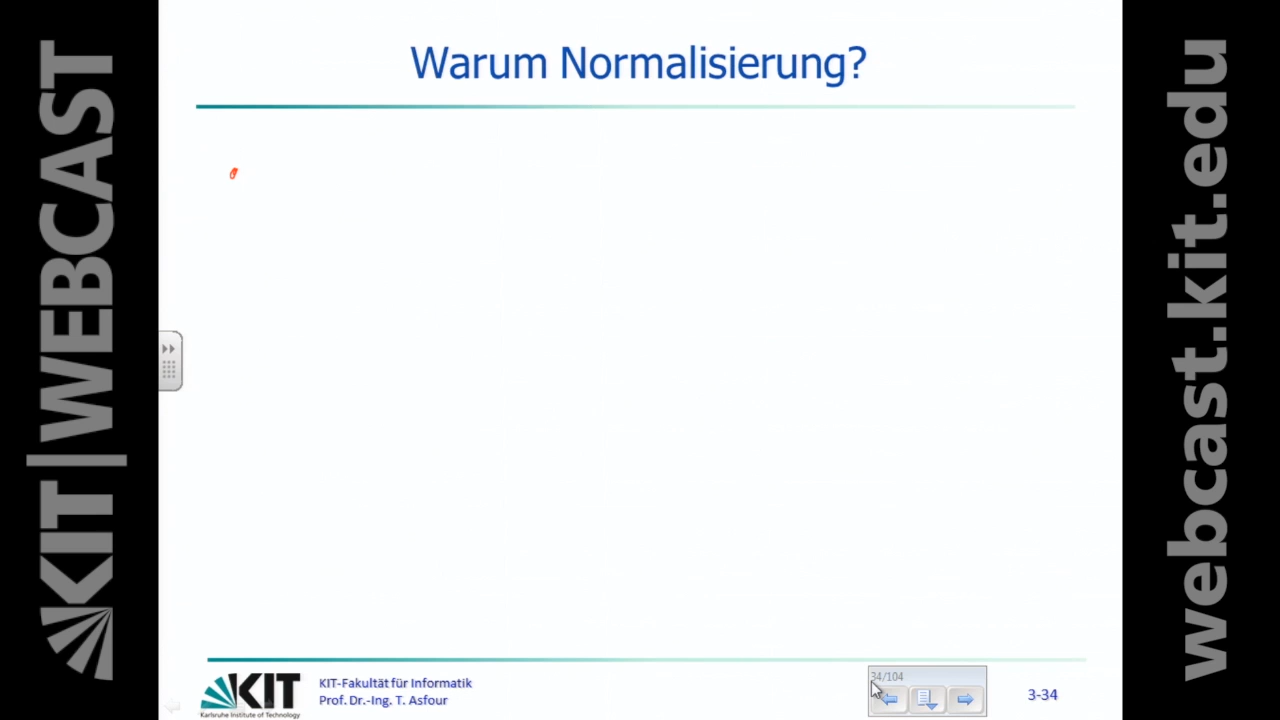 Warum Normalisierung?
KIT|WEBCAST
webcast.kit.edu
KIT
Karlsruhe Institute of Technology
KIT-Fakultät für Informatik
Prof. Dr.-Ing. T. Asfour
34/104
3-34